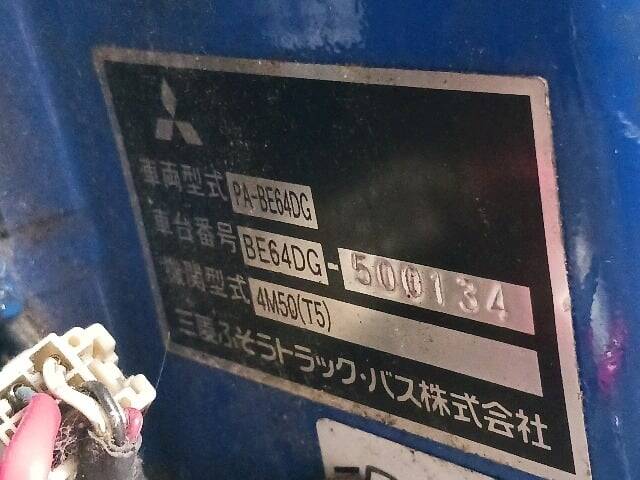 車両型式 PA-BE64DG
車台番号 BE64DG-500134
機関型式 4M50(T5)
三菱ふそうトラック・バス株式会社